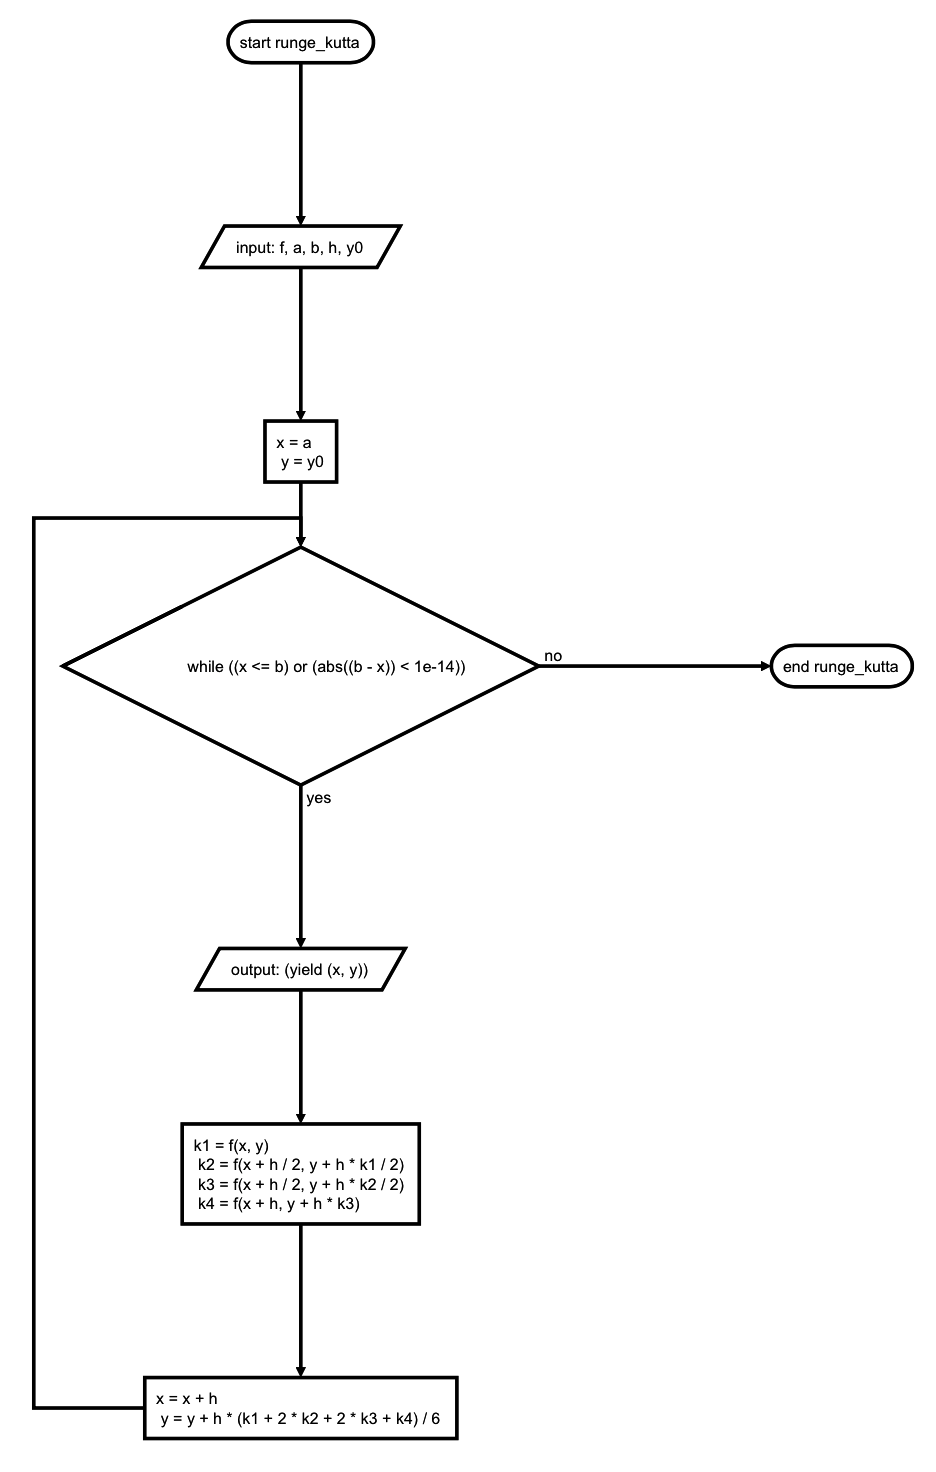 start runge_kutta
input: f, a, b, h, y0
x = a
y = y0
while ((x <= b) or (abs((b - x)) < 1e-14))
no
end runge_kutta
yes
output: (yield (x, y))
k1 = f(x, y)
k2 = f(x + h / 2, y + h * k1 / 2)
k3 = f(x + h / 2, y + h * k2 / 2)
k4 = f(x + h, y + h * k3)
x = x + h
y = y + h * (k1 + 2 * k2 + 2 * k3 + k4) / 6